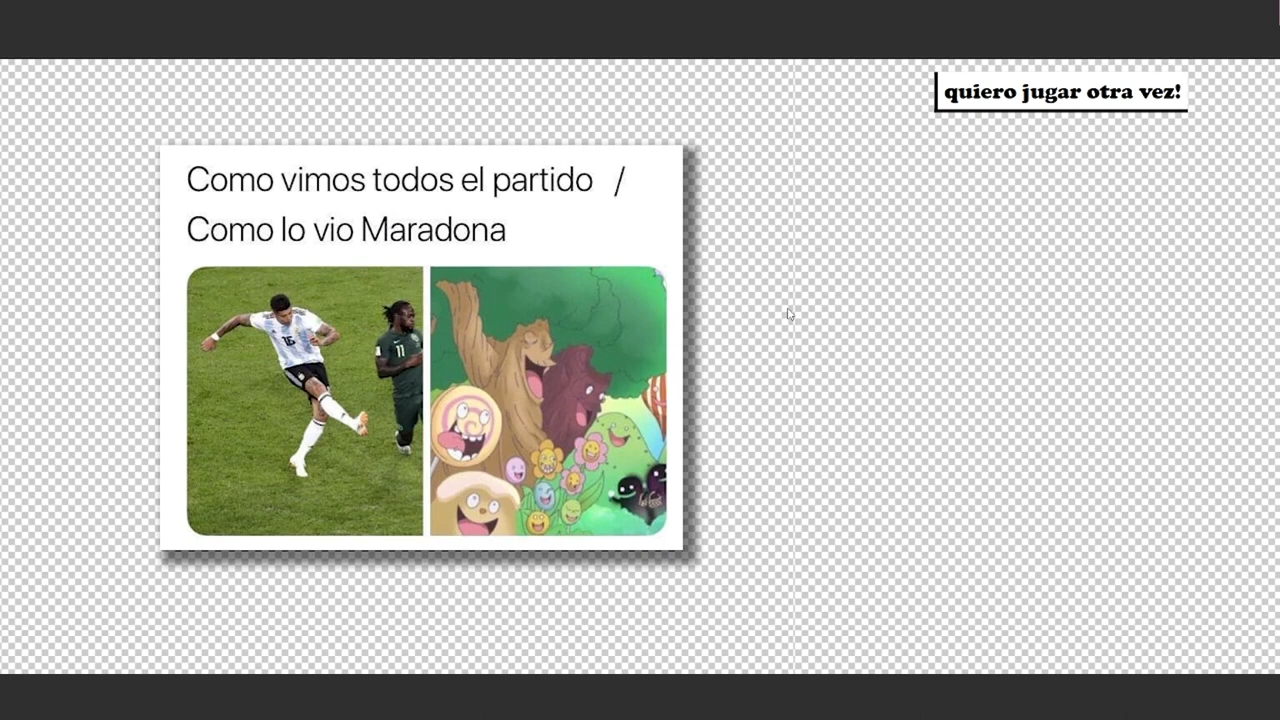 quiero jugar otra vez!
Como vimos todos el partido /
Como lo vio Maradona
16
11